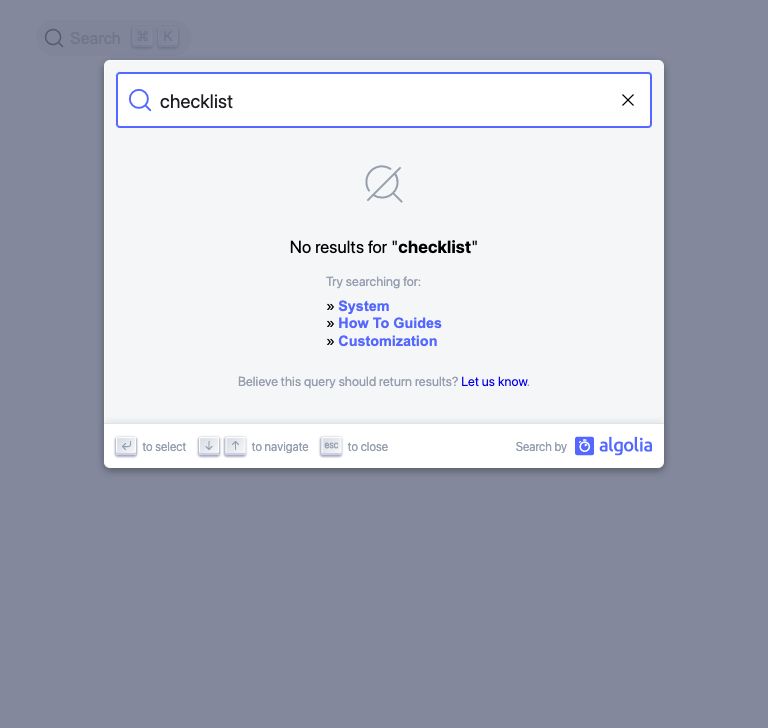 Search ⌘ K
checklist
No results for "checklist"
Try searching for:
» System
» How To Guides
» Customization
Believe this query should return results? Let us know.
to select to navigate esc to close Search by algolia